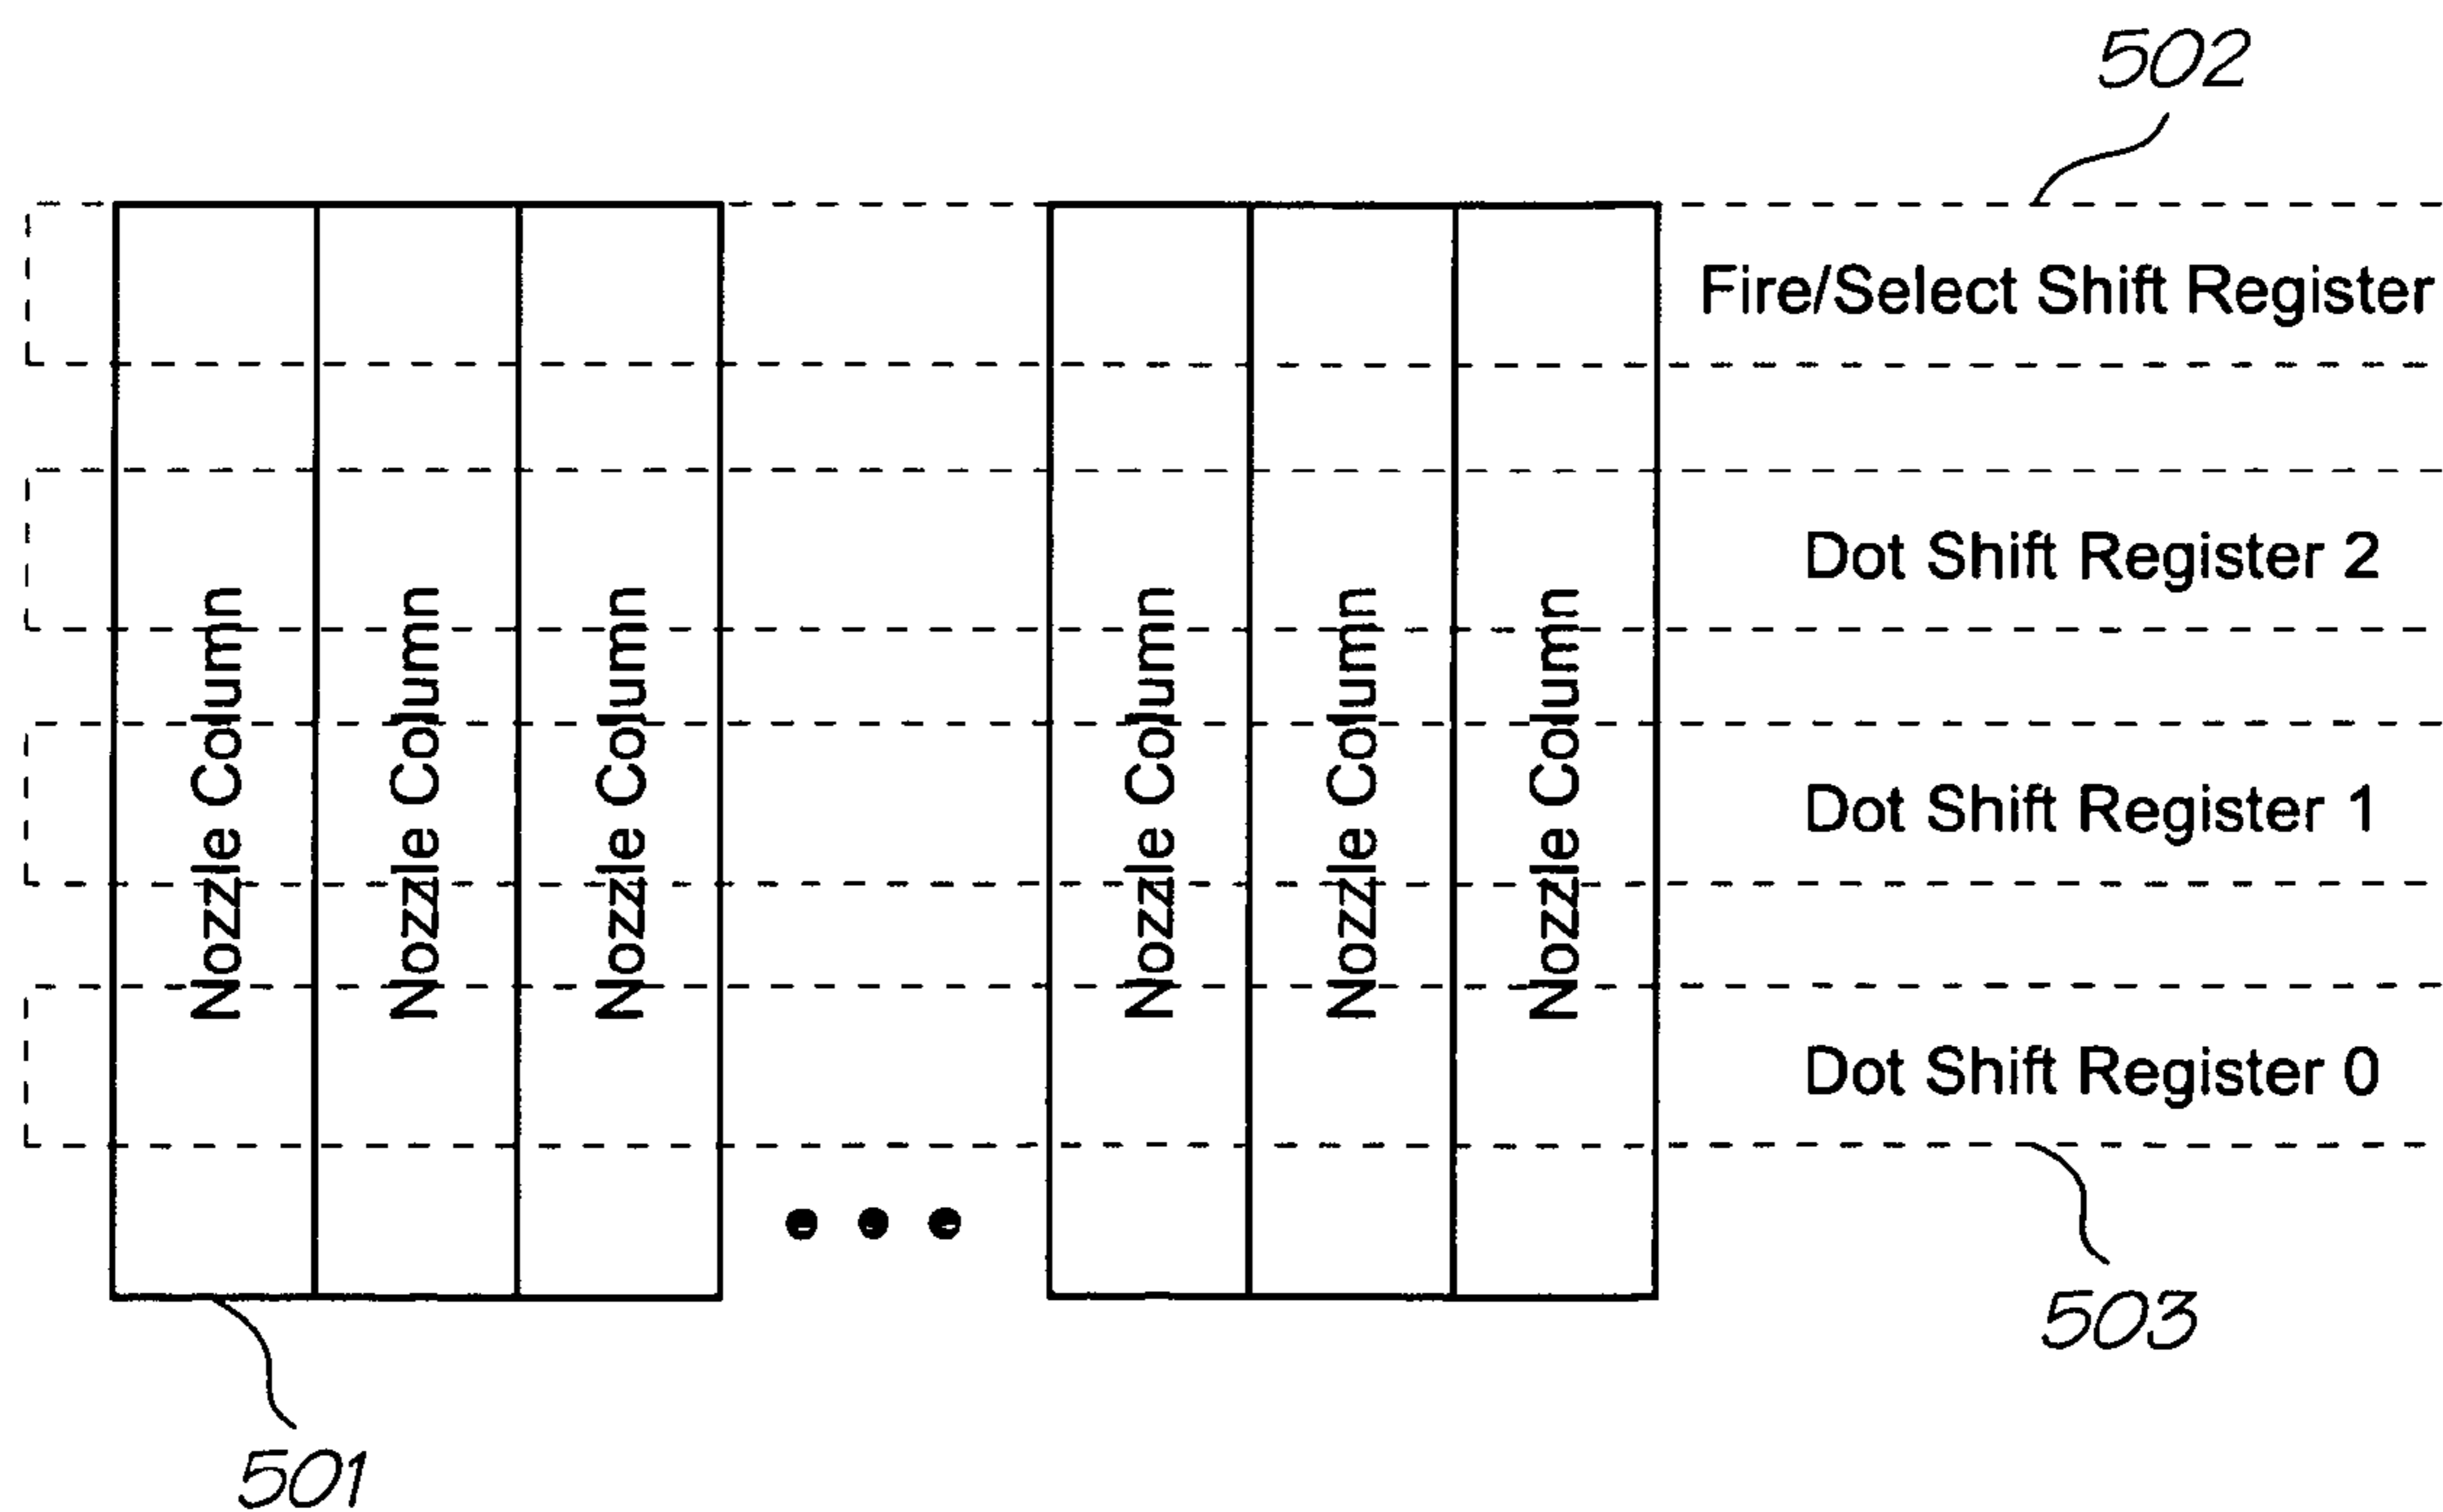 502
Fire/Select Shift Register
Dot Shift Register 2
Dot Shift Register 1
Dot Shift Register 0
Nozzle Column
Nozzle Column
Nozzle Column
Nozzle Column
Nozzle Column
Nozzle Column
503
501